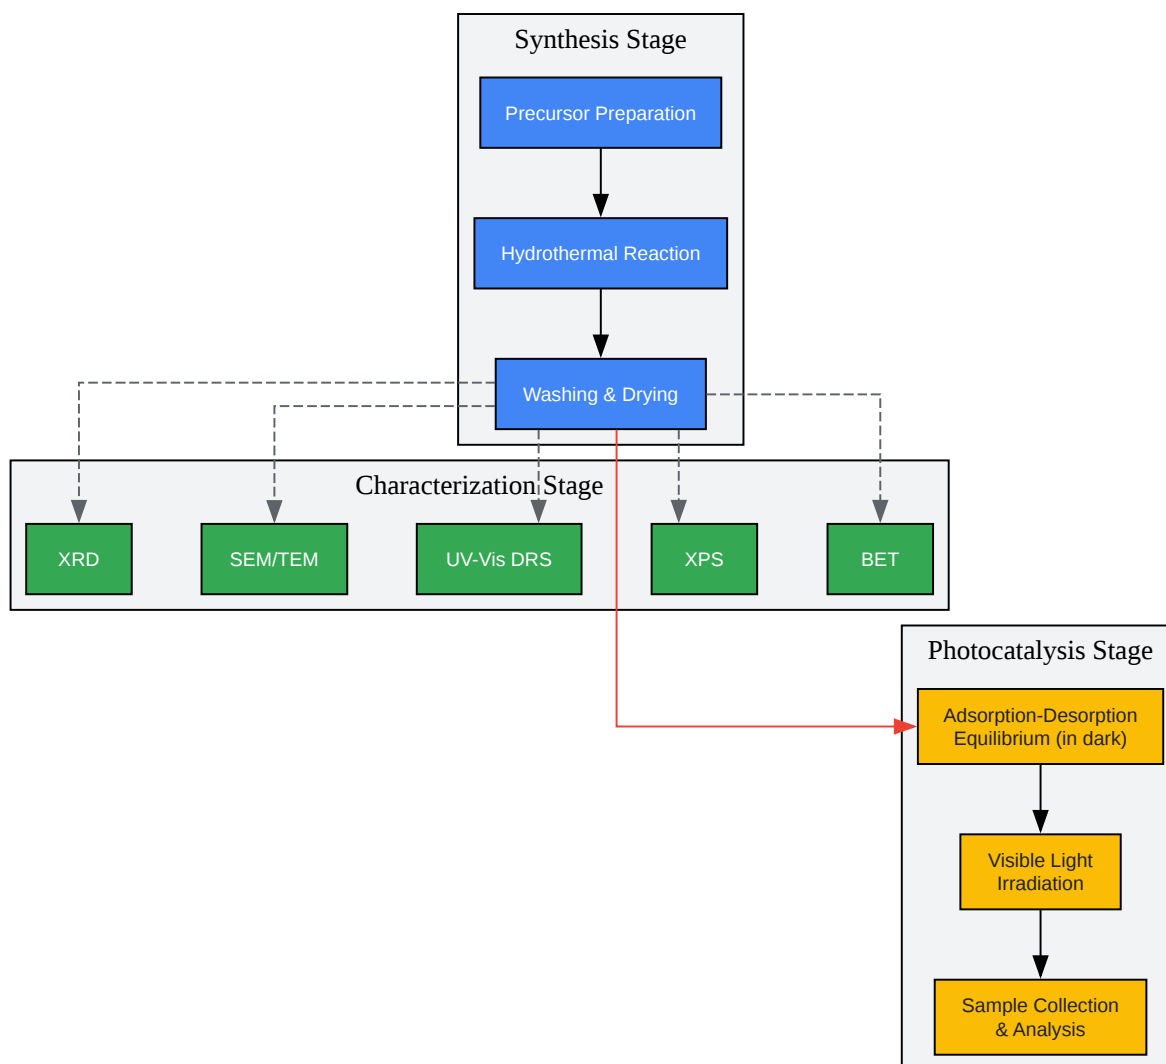 Synthesis Stage
Precursor Preparation
Hydrothermal Reaction
Washing & Drying
Characterization Stage
XRD
SEM/TEM
UV-Vis DRS
XPS
BET
Photocatalysis Stage
Adsorption-Desorption
Equilibrium (in dark)
Visible Light
Irradiation
Sample Collection
& Analysis